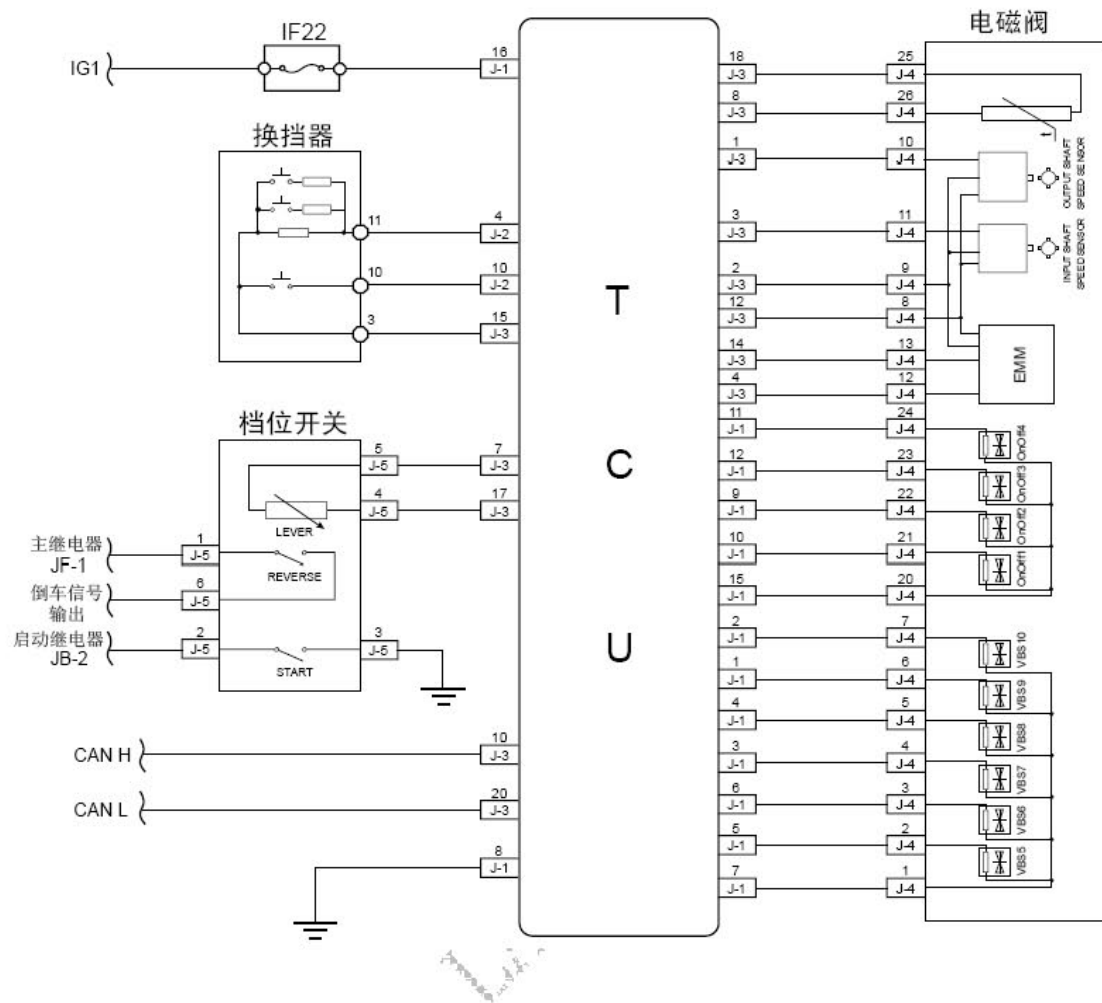 电磁阀
IF22
IG1
16
J-1
18
J-3
25
J-4
8
J-3
26
J-4
t
换挡器
1
J-3
10
J-4
OUTPUT SHAFT
SPEED SENSOR
11
4
J-2
3
J-3
11
J-4
INPUT SHAFT
SPEED SENSOR
10
10
J-2
2
J-3
9
J-4
3
15
J-3
12
J-3
8
J-4
14
J-3
13
J-4
EMM
4
J-3
12
J-4
T
C
U
档位开关
11
J-1
24
J-4
OnOff4
5
J-5
7
J-3
12
J-1
23
J-4
OnOff3
4
J-5
17
J-3
9
J-1
22
J-4
OnOff2
LEVER
主继电器
JF-1
1
J-5
REVERSE
10
J-1
21
J-4
OnOff1
倒车信号
输出
6
J-5
15
J-1
20
J-4
启动继电器
JB-2
2
J-5
START
3
J-5
2
J-1
7
J-4
VBS10
1
J-1
6
J-4
VBS9
4
J-1
5
J-4
VBS8
CAN H
10
J-3
3
J-1
4
J-4
VBS7
CAN L
20
J-3
6
J-1
3
J-4
VBS6
8
J-1
5
J-1
2
J-4
VBS5
7
J-1
1
J-4